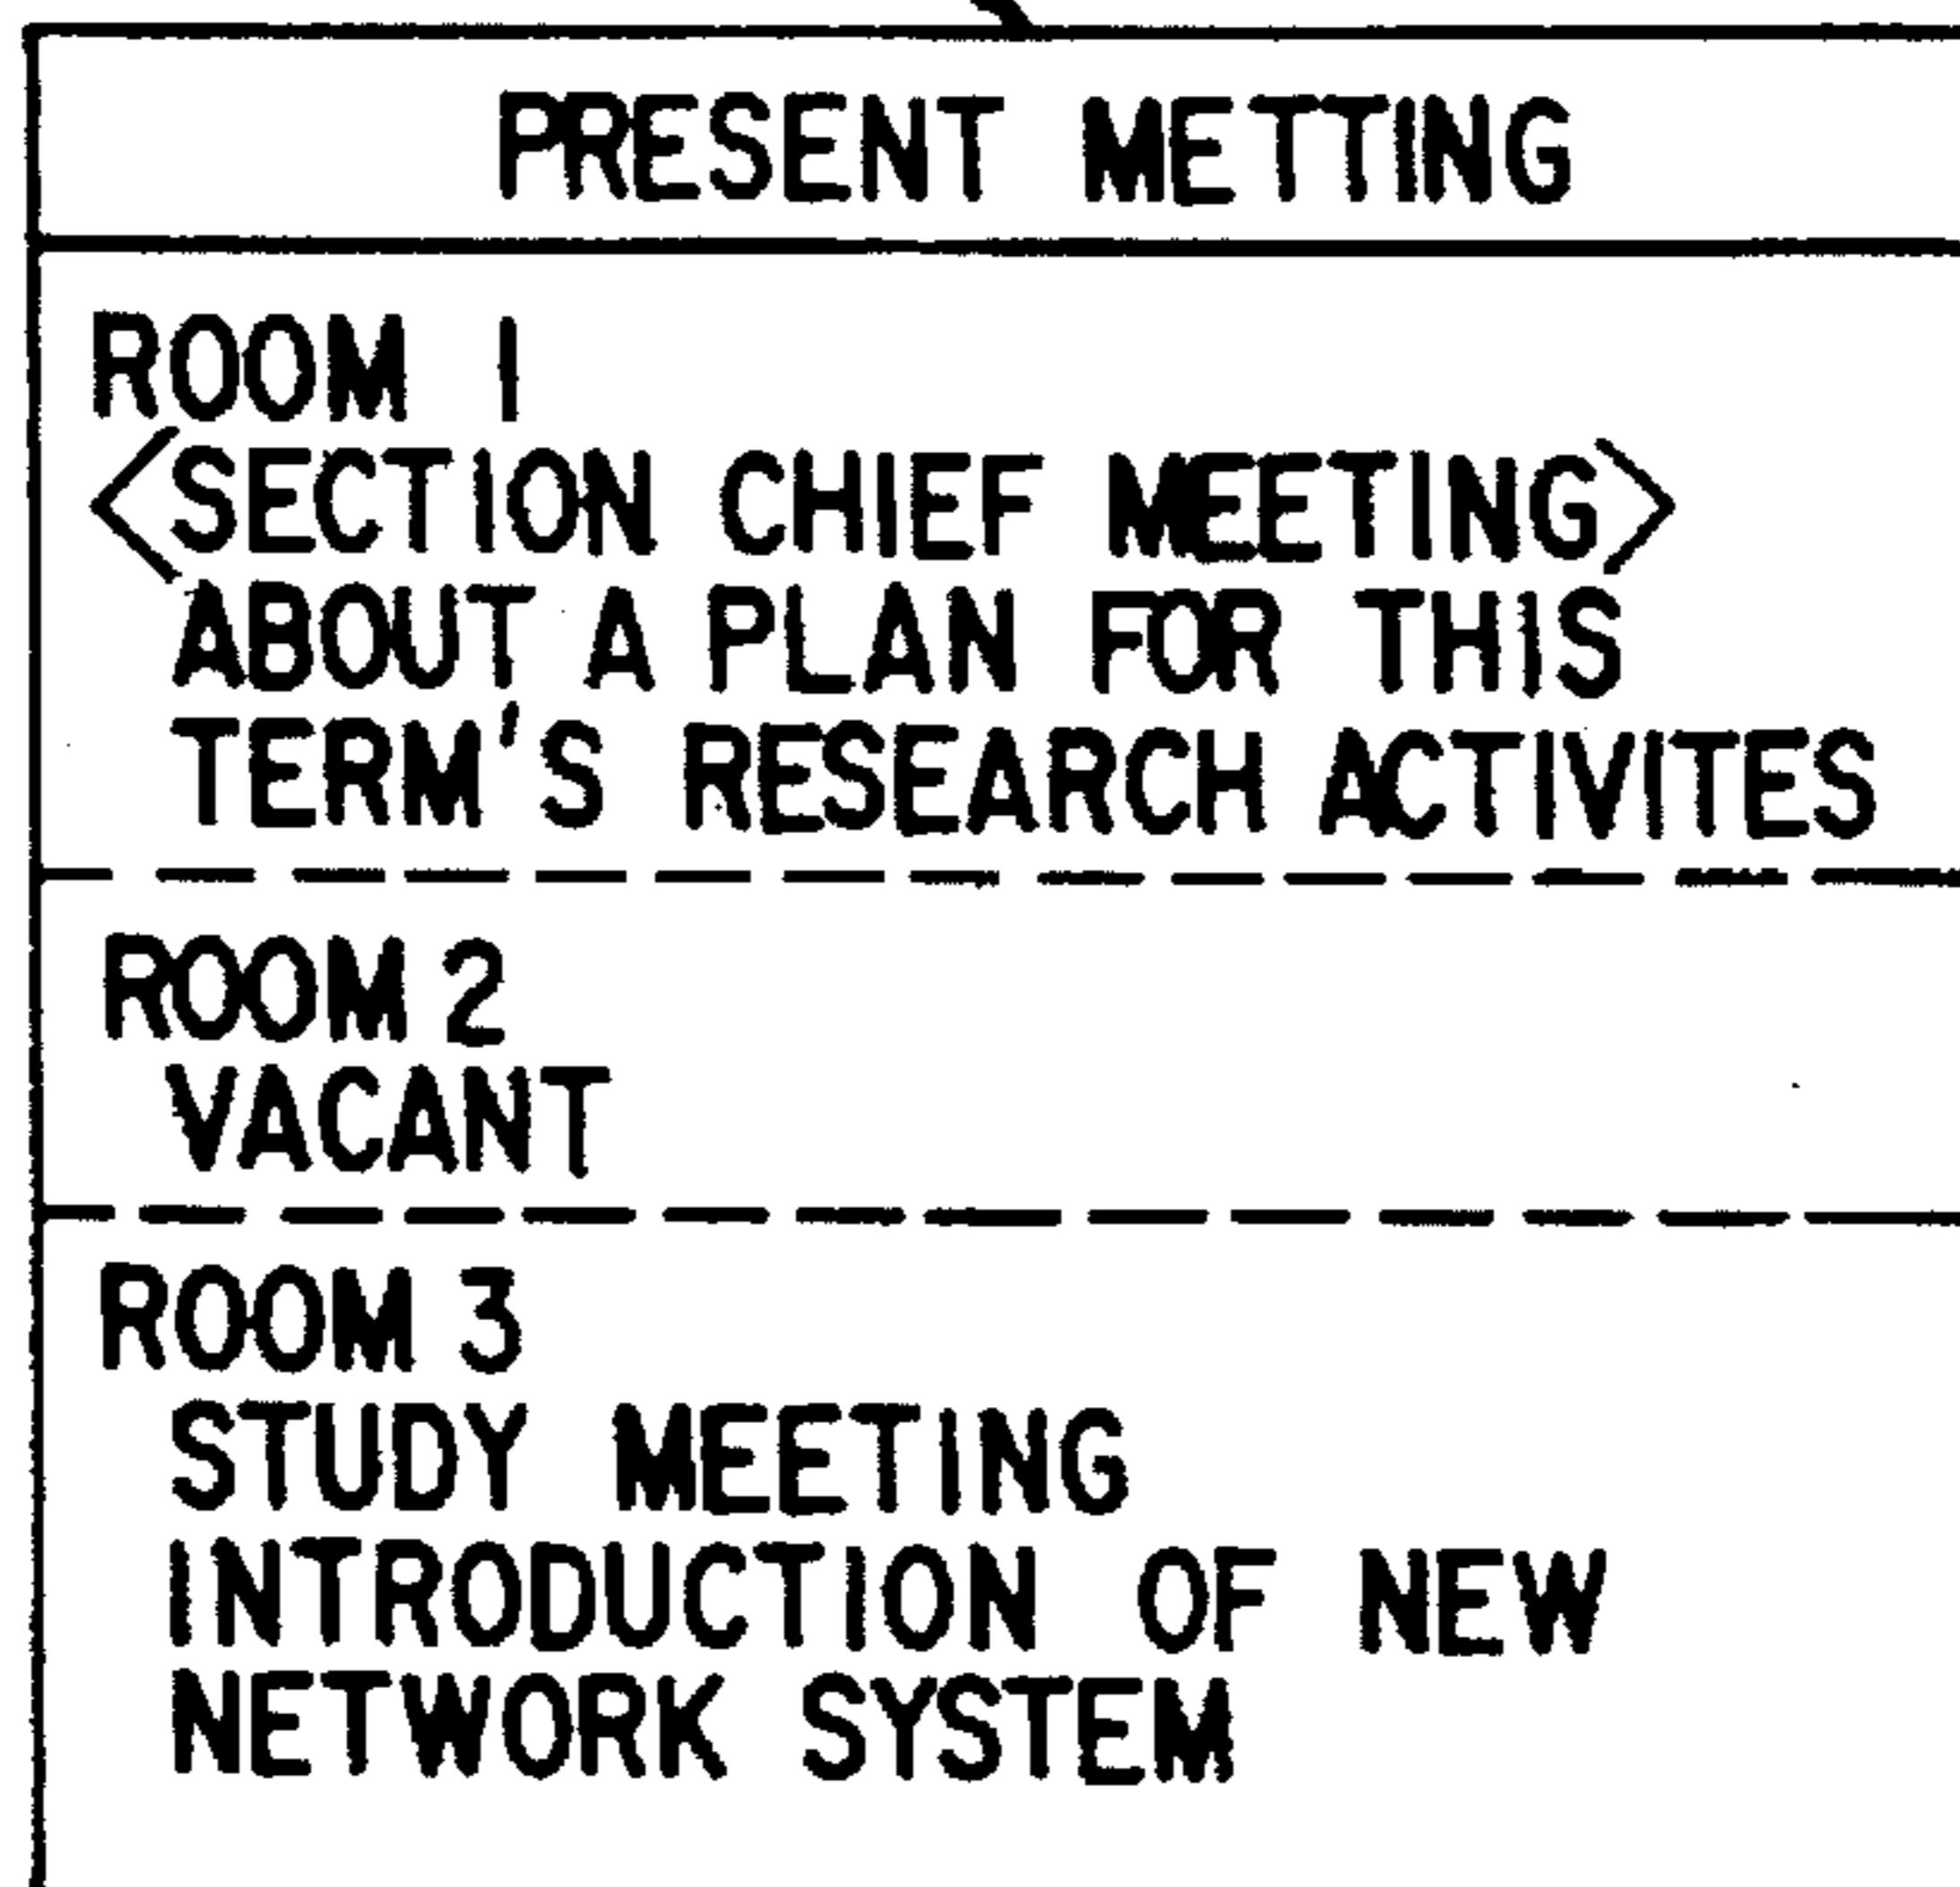 PRESENT METTING
ROOM 1
<SECTION CHIEF MEETING>
ABOUT A PLAN FOR THIS
TERM'S RESEARCH ACTIVITES
ROOM 2
VACANT
ROOM 3
STUDY MEETING
INTRODUCTION OF NEW
NETWORK SYSTEM